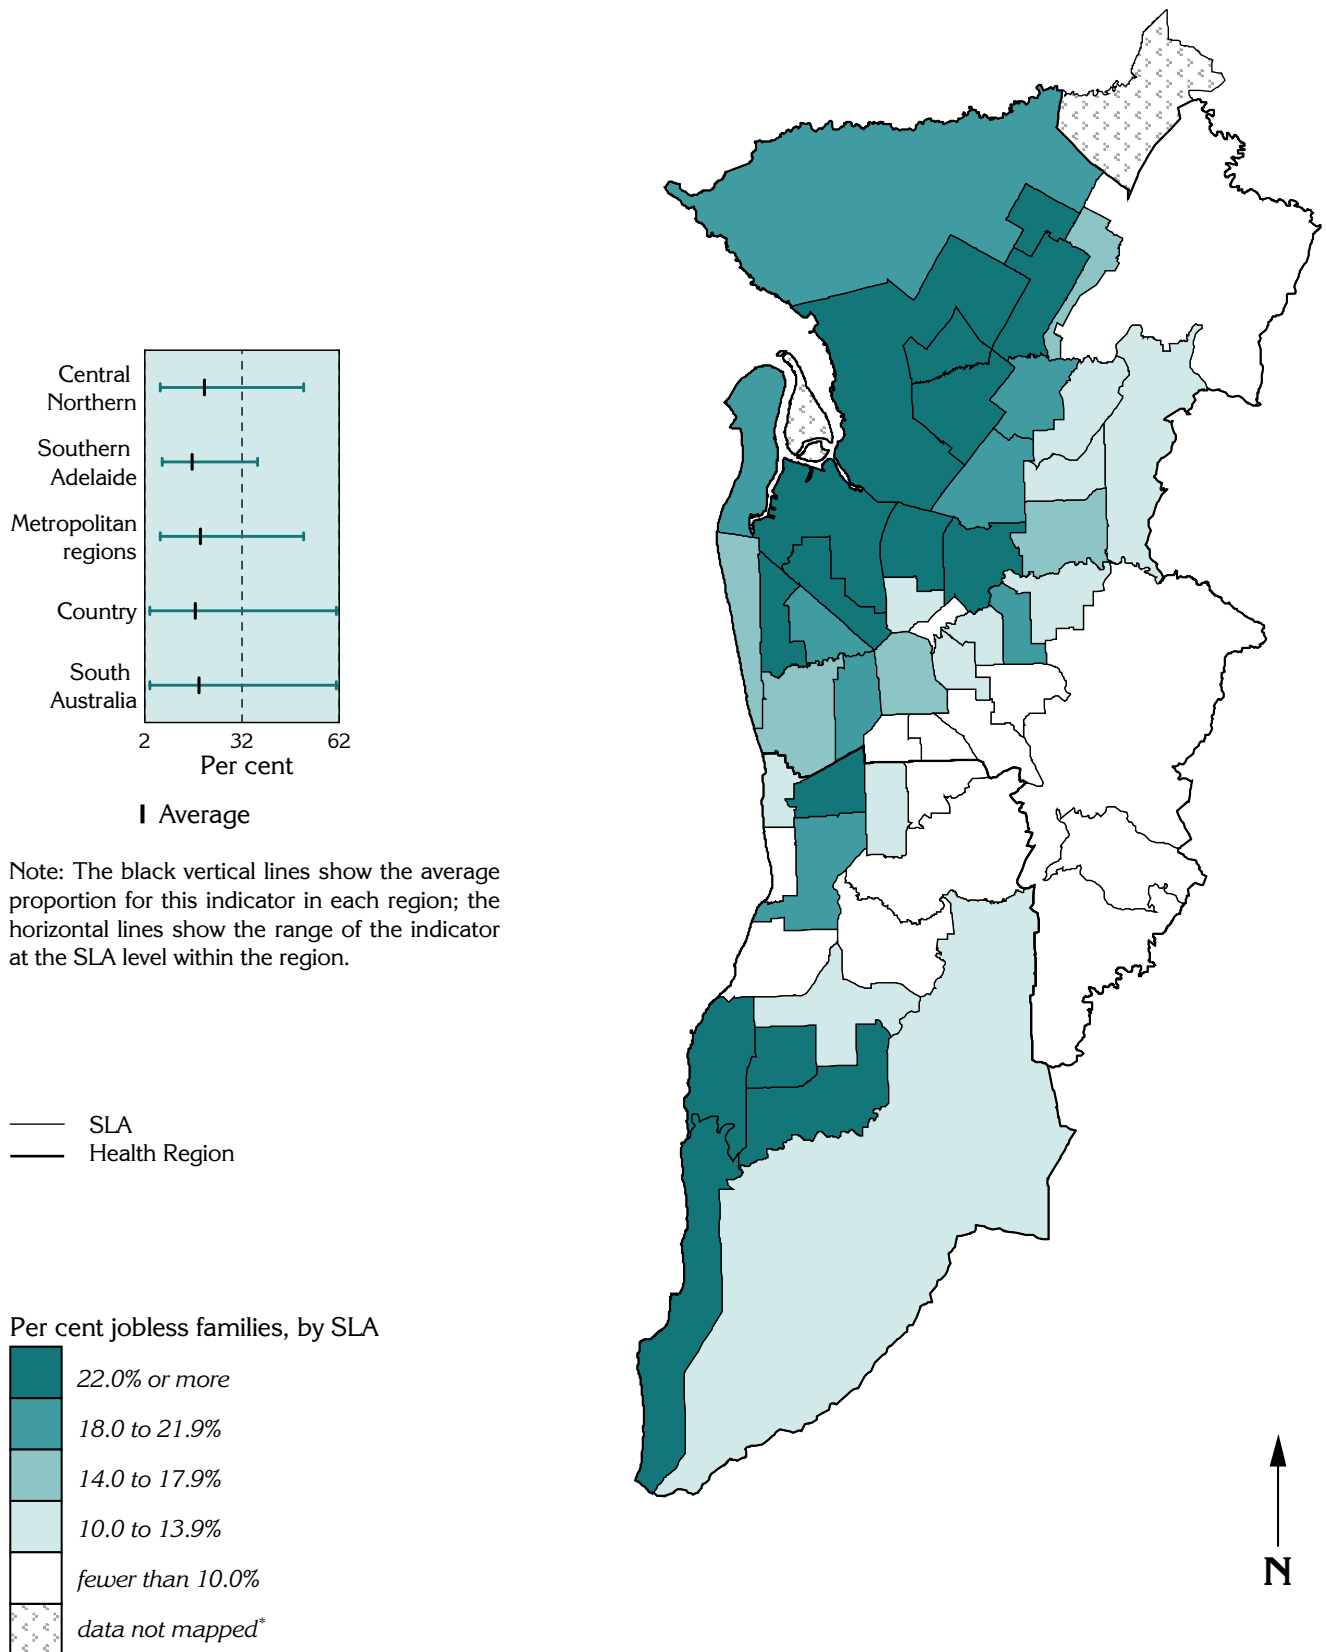 Central
Northern
Southern
Adelaide
Metropolitan
regions
Country
South
Australia
2 32 62
Per cent
Average
Note: The black vertical lines show the average
proportion for this indicator in each region; the
horizontal lines show the range of the indicator
at the SLA level within the region.
SLA
Health Region
Per cent jobless families, by SLA
22.0% or more
18.0 to 21.9%
14.0 to 17.9%
10.0 to 13.9%
fewer than 10.0%
data not mapped*
N